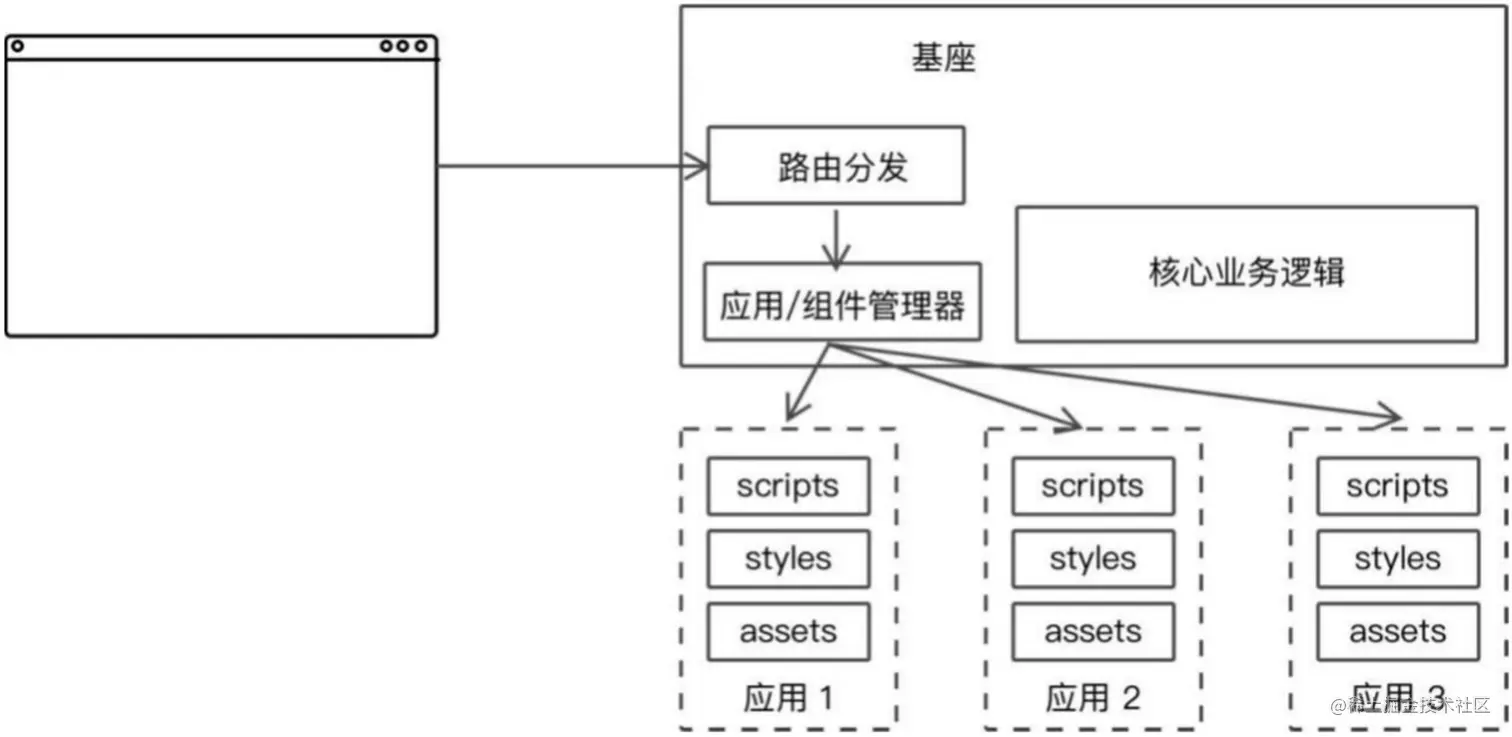 基座
路由分发
应用/组件管理器
核心业务逻辑
scripts
styles
assets
应用 1
scripts
styles
assets
应用 2
scripts
styles
assets
应用 3
@稀土掘金技术社区